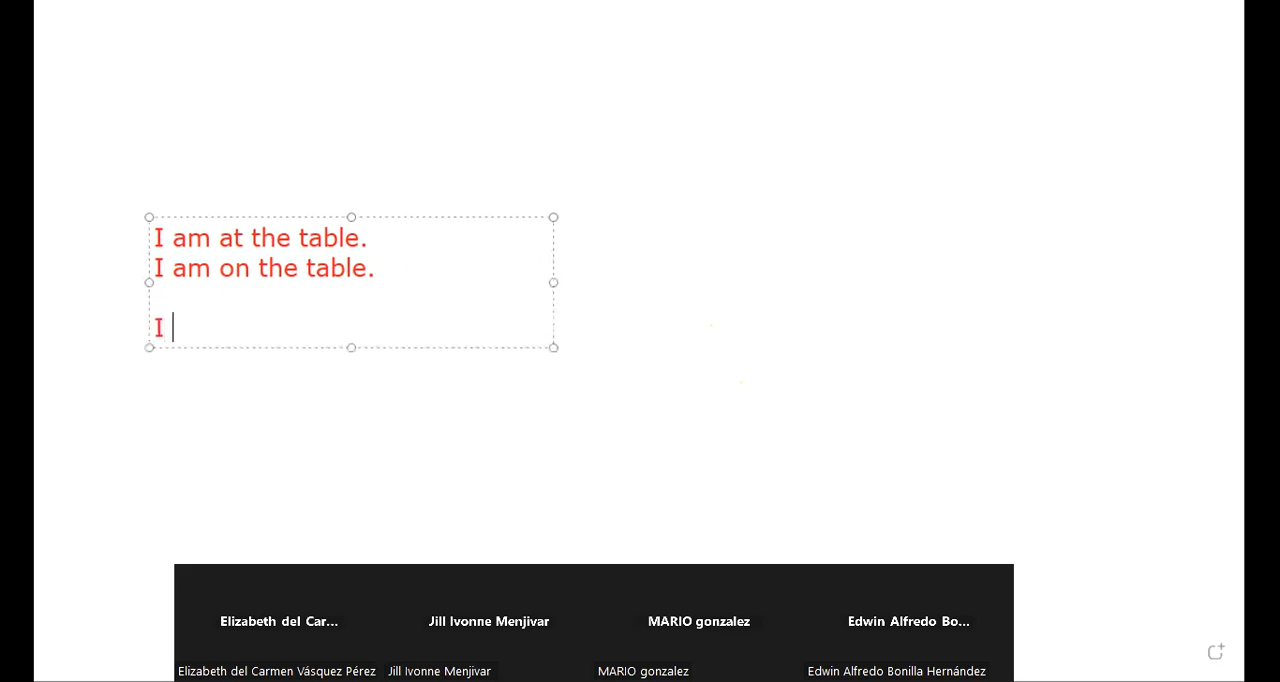 I am at the table.
I am on the table.
I
Elizabeth del Car...
Jill Ivonne Menjivar
MARIO gonzalez
Edwin Alfredo Bo...
Elizabeth del Carmen Vásquez Pérez
Jill Ivonne Menjivar
MARIO gonzalez
Edwin Alfredo Bonilla Hernández